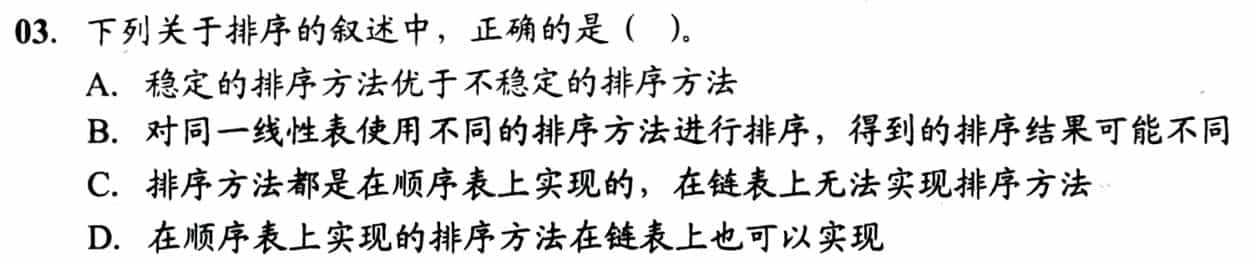 03. 下列关于排序的叙述中，正确的是（ ）。
A. 稳定的排序方法优于不稳定的排序方法
B. 对同一线性表使用不同的排序方法进行排序，得到的排序结果可能不同
C. 排序方法都是在顺序表上实现的，在链表上无法实现排序方法
D. 在顺序表上实现的排序方法在链表上也可以实现